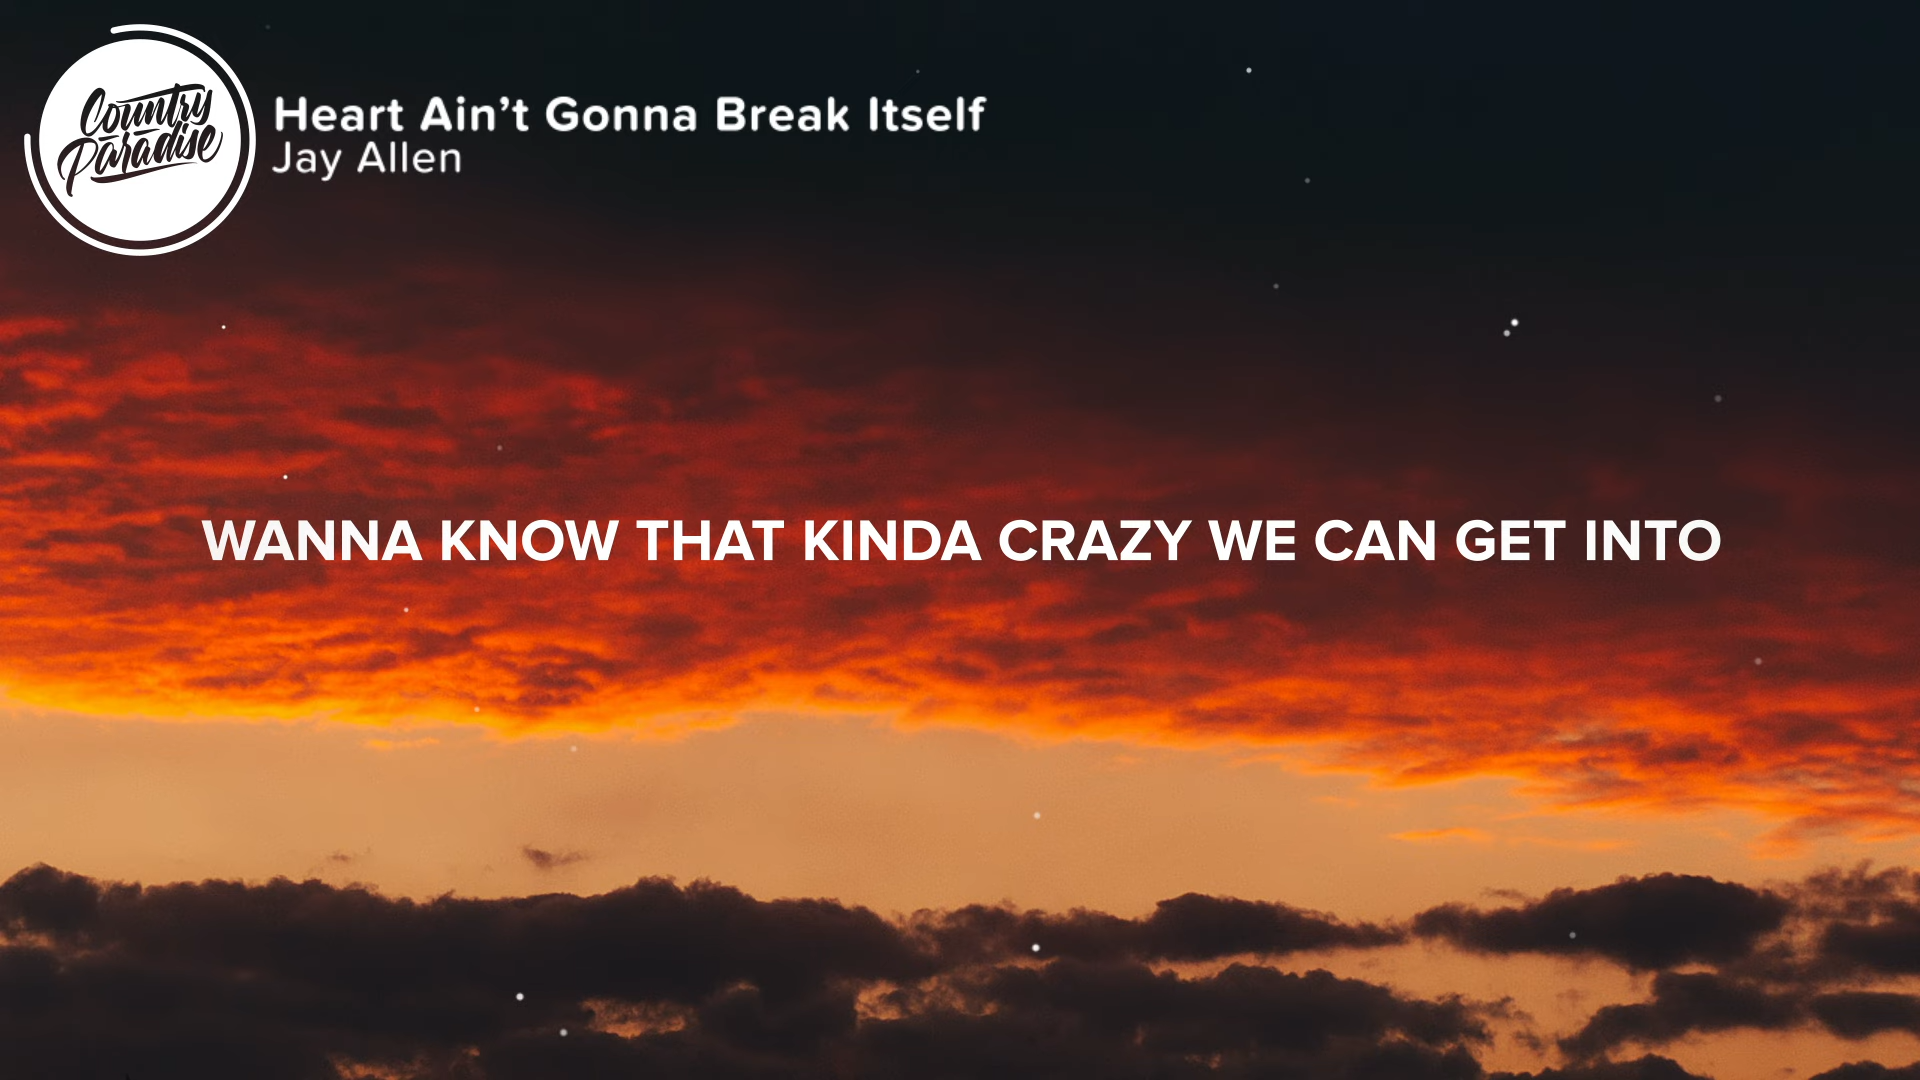 Country
Paradise
Heart Ain’t Gonna Break Itself
Jay Allen
WANNA KNOW THAT KINDA CRAZY WE CAN GET INTO